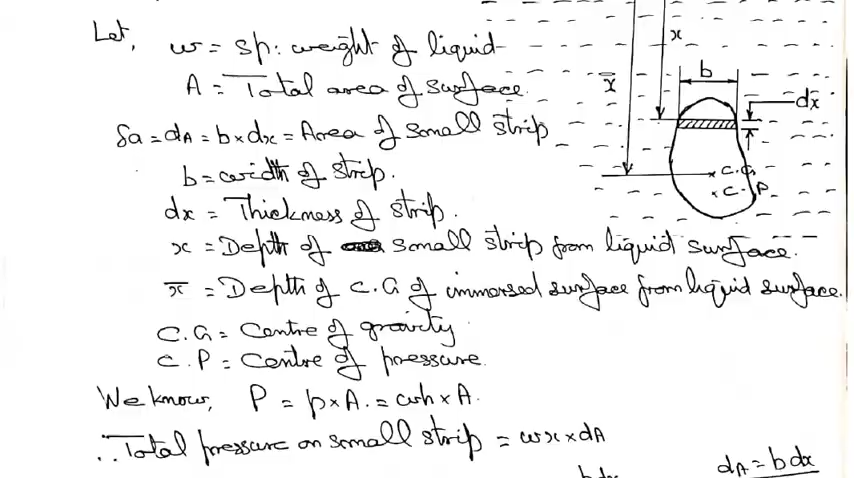 Let, w = sp: weight of liquid
A = Total area of surface.
δa = dA = b × dx = Area of small strip
b = width of strip.
dx = Thickness of strip.
x = Depth of small strip from liquid surface.
x̄ = Depth of C.G of immersed surface from liquid surface.
C.G = Centre of gravity
C.P = Centre of pressure.
We know, P = p × A. = wh × A.
∴ Total pressure on small strip = wx × dA
dA = b dx
b dx
x
x̄
b
dx
C.G
C.P